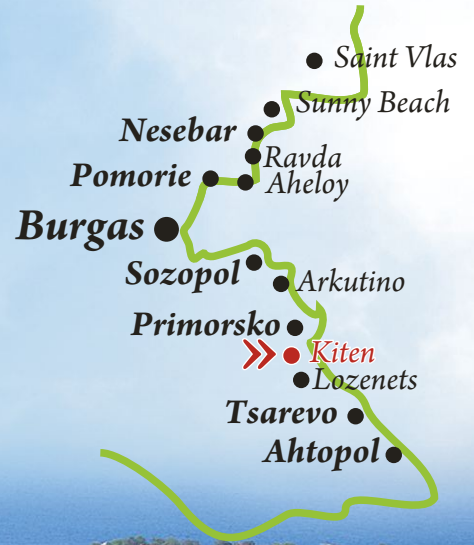 Saint Vlas
Sunny Beach
Nesebar
Ravda
Pomorie
Aheloy
Burgas
Sozopol
Arkutino
Primorsko
Kiten
Lozenets
Tsarevo
Ahtopol